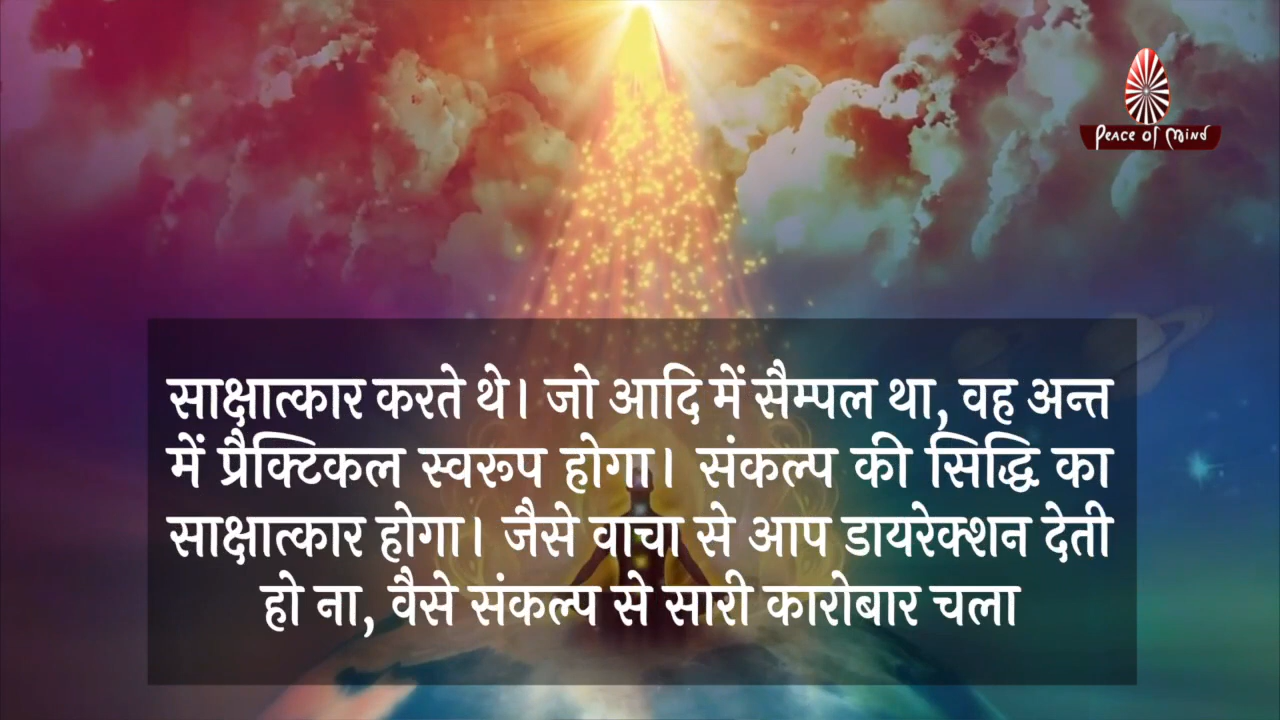 Peace of Mind
साक्षात्कार करते थे। जो आदि में सैम्पल था, वह अन्त
में प्रैक्टिकल स्वरूप होगा। संकल्प की सिद्धि का
साक्षात्कार होगा। जैसे वाचा से आप डायरेक्शन देती
हो ना, वैसे संकल्प से सारी कारोबार चला